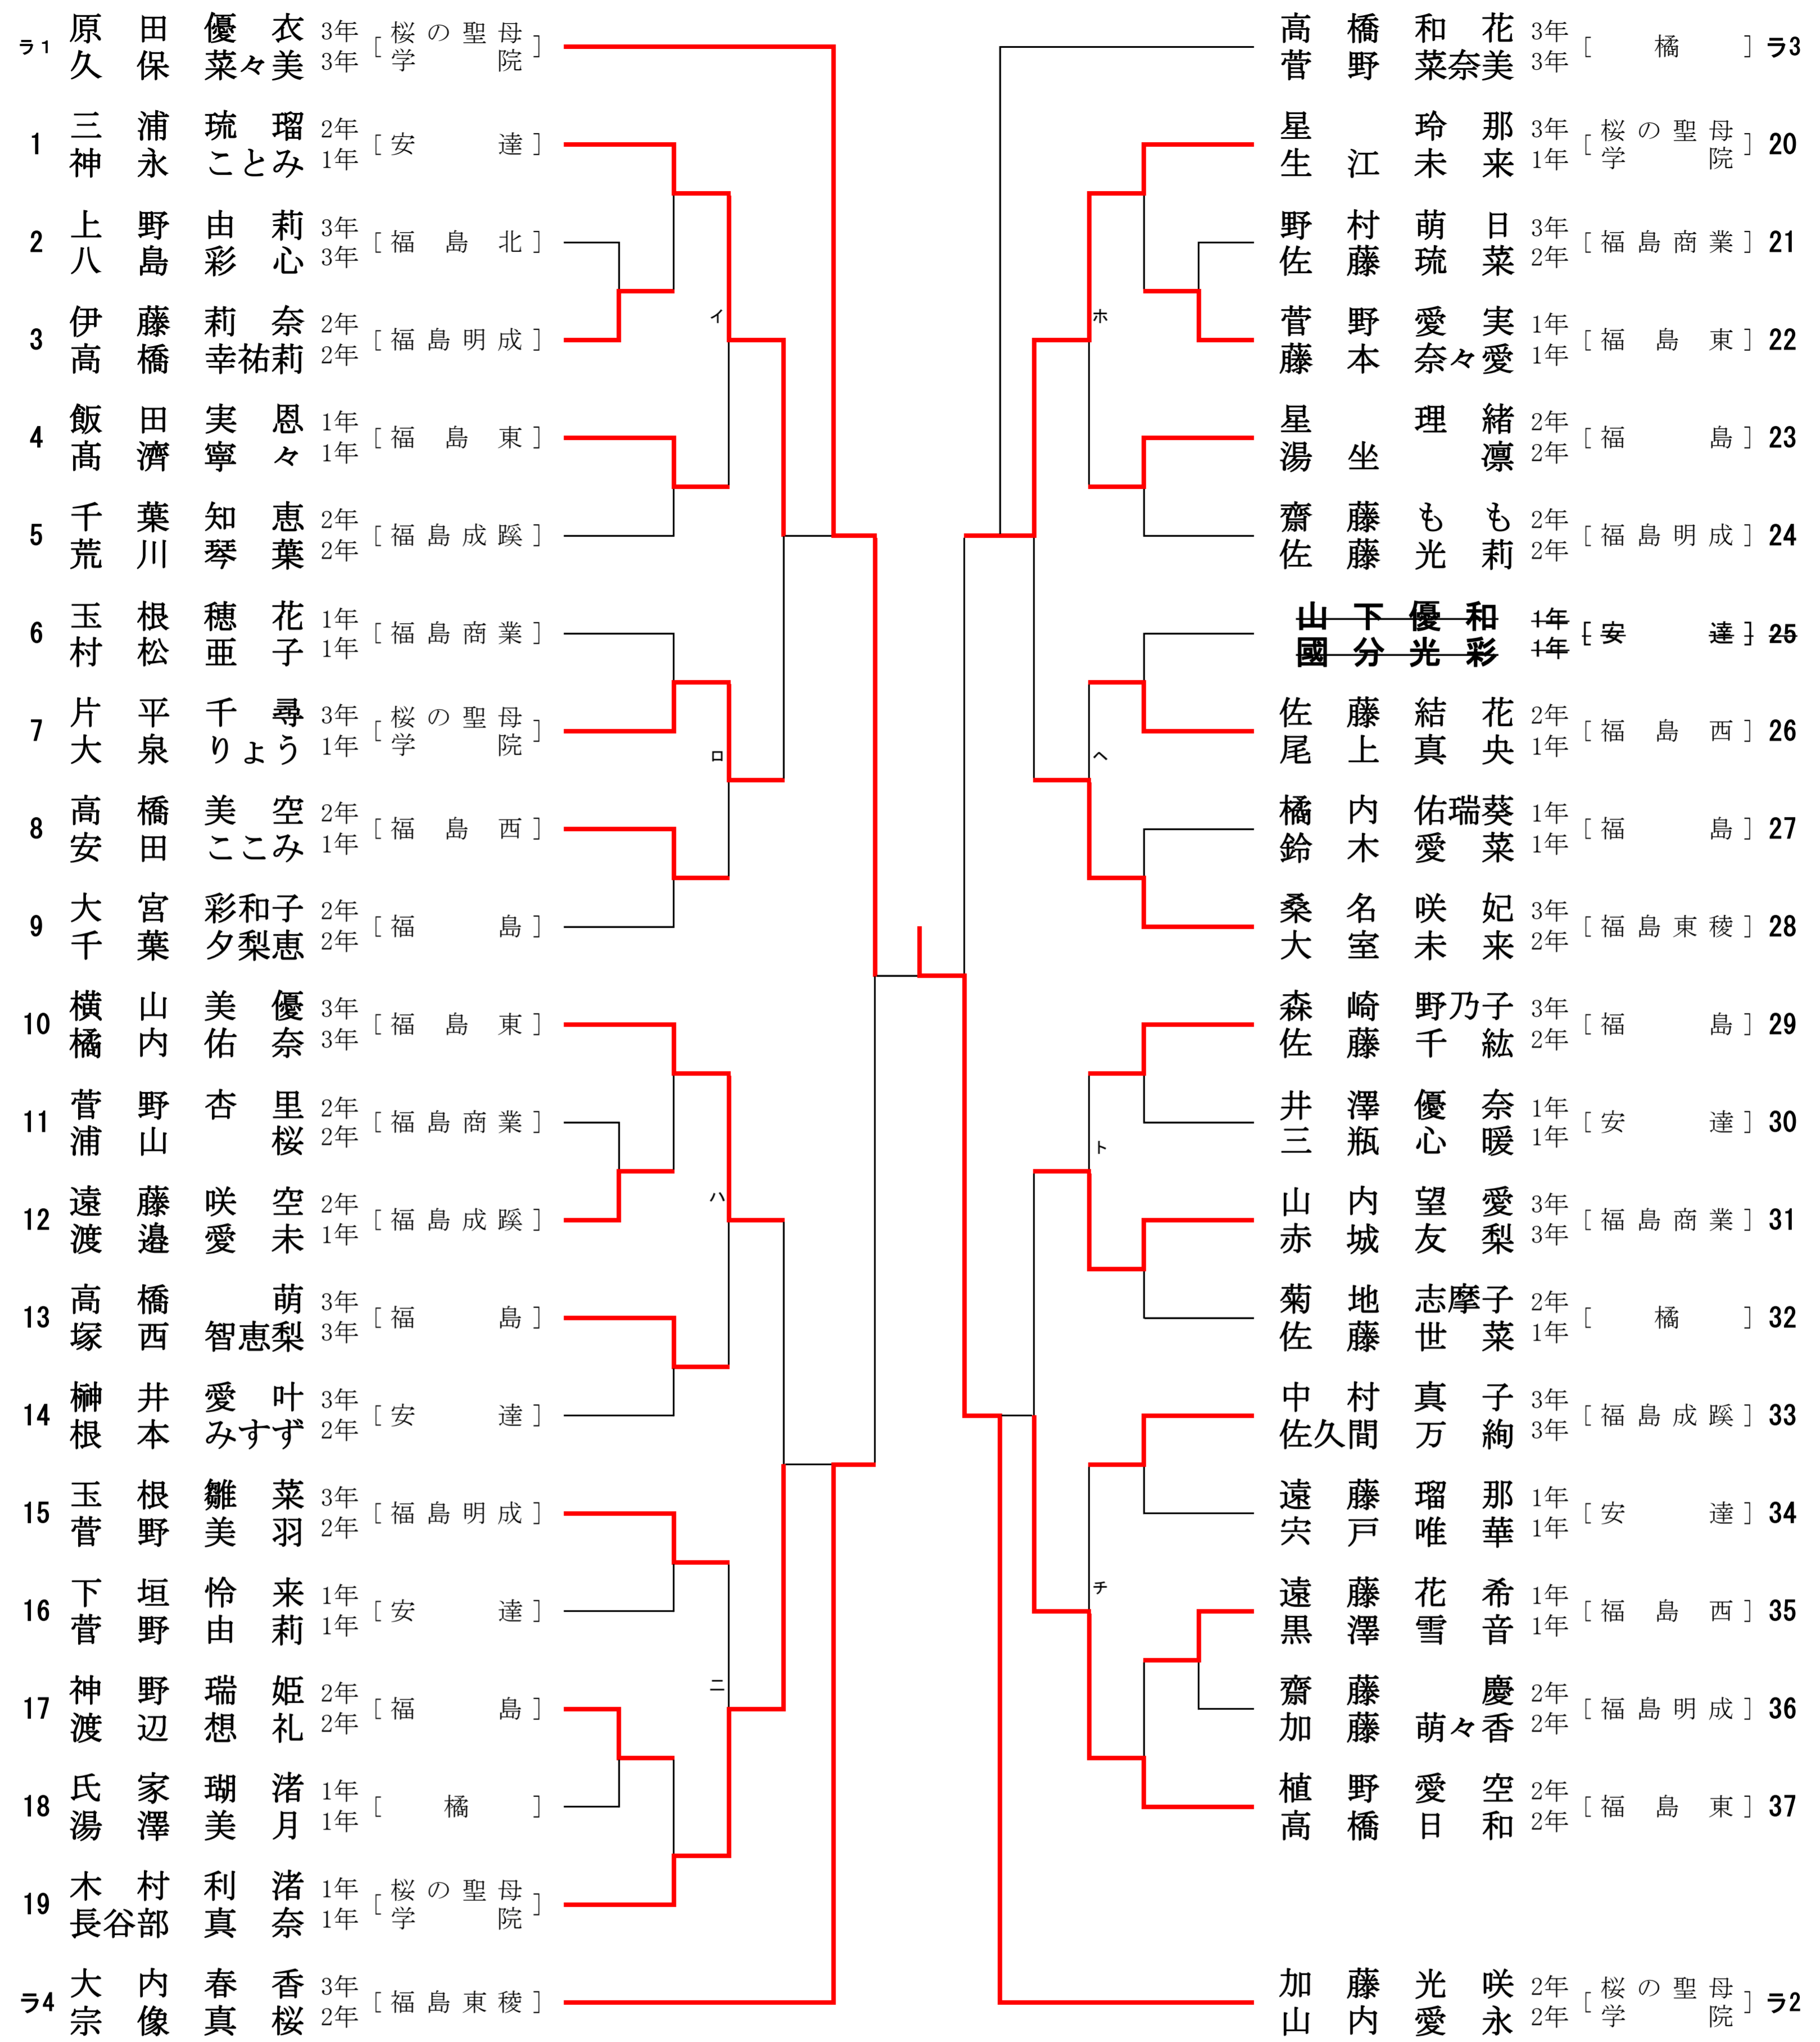 ラ1 原田優衣 3年 [桜の聖母学院]
久保菜々美 3年
1 三浦琉瑠 2年 [安達]
神永ことみ 1年
2 上野由莉 3年 [福島北]
八島彩心 3年
3 伊藤莉奈 2年 [福島明成]
高橋幸祐莉 2年
4 飯田実恩 1年 [福島東]
髙濟寧々 1年
5 千葉知恵 2年 [福島成蹊]
荒川琴葉 2年
6 玉根穂花 1年 [福島商業]
村松亜子 1年
7 片平千尋 3年 [桜の聖母学院]
大泉りょう 1年
8 高橋美空 2年 [福島西]
安田ここみ 1年
9 大宮彩和子 2年 [福島]
千葉夕梨恵 2年
10 横山美優 3年 [福島東]
橘内佑奈 3年
11 菅野杏里 2年 [福島商業]
浦山桜 2年
12 遠藤咲空 2年 [福島成蹊]
渡邉愛未 1年
13 高橋萌 3年 [福島]
塚西智恵梨 3年
14 榊井愛叶 3年 [安達]
根本みすず 2年
15 玉根雛菜 3年 [福島明成]
菅野美羽 2年
16 下垣怜来 1年 [安達]
菅野由莉 1年
17 神野瑞姫 2年 [福島]
渡辺想礼 2年
18 氏家瑚渚 1年 [橘]
湯澤美月 1年
19 木村利渚 1年 [桜の聖母学院]
長谷部真奈 1年
ラ4 大内春香 3年 [福島東稜]
宗像真桜 2年
イ
ロ
ハ
ニ
高橋和花 3年 [橘] ラ3
菅野菜奈美 3年
星玲那 3年 [桜の聖母学院] 20
生江未来 1年
野村萌日 3年 [福島商業] 21
佐藤琉菜 2年
菅野愛実 1年 [福島東] 22
藤本奈々愛 1年
星理緒 2年 [福島] 23
湯坐凛 2年
齋藤もも 2年 [福島明成] 24
佐藤光莉 2年
山下優和 1年 [安達] 25
國分光彩 1年
佐藤結花 2年 [福島西] 26
尾上真央 1年
橘内佑瑞葵 1年 [福島] 27
鈴木愛菜 1年
桑名咲妃 3年 [福島東稜] 28
大室未来 2年
森崎野乃子 3年 [福島] 29
佐藤千紘 2年
井澤優奈 1年 [安達] 30
三瓶心暖 1年
山内望愛 3年 [福島商業] 31
赤城友梨 3年
菊地志摩子 2年 [橘] 32
佐藤世菜 1年
中村真子 3年 [福島成蹊] 33
佐久間万絢 3年
遠藤瑠那 1年 [安達] 34
宍戸唯華 1年
遠藤花希 1年 [福島西] 35
黒澤雪音 1年
齋藤慶 2年 [福島明成] 36
加藤萌々香 2年
植野愛空 2年 [福島東] 37
高橋日和 2年
加藤光咲 2年 [桜の聖母学院] ラ2
山内愛永 2年
ホ
ヘ
ト
チ